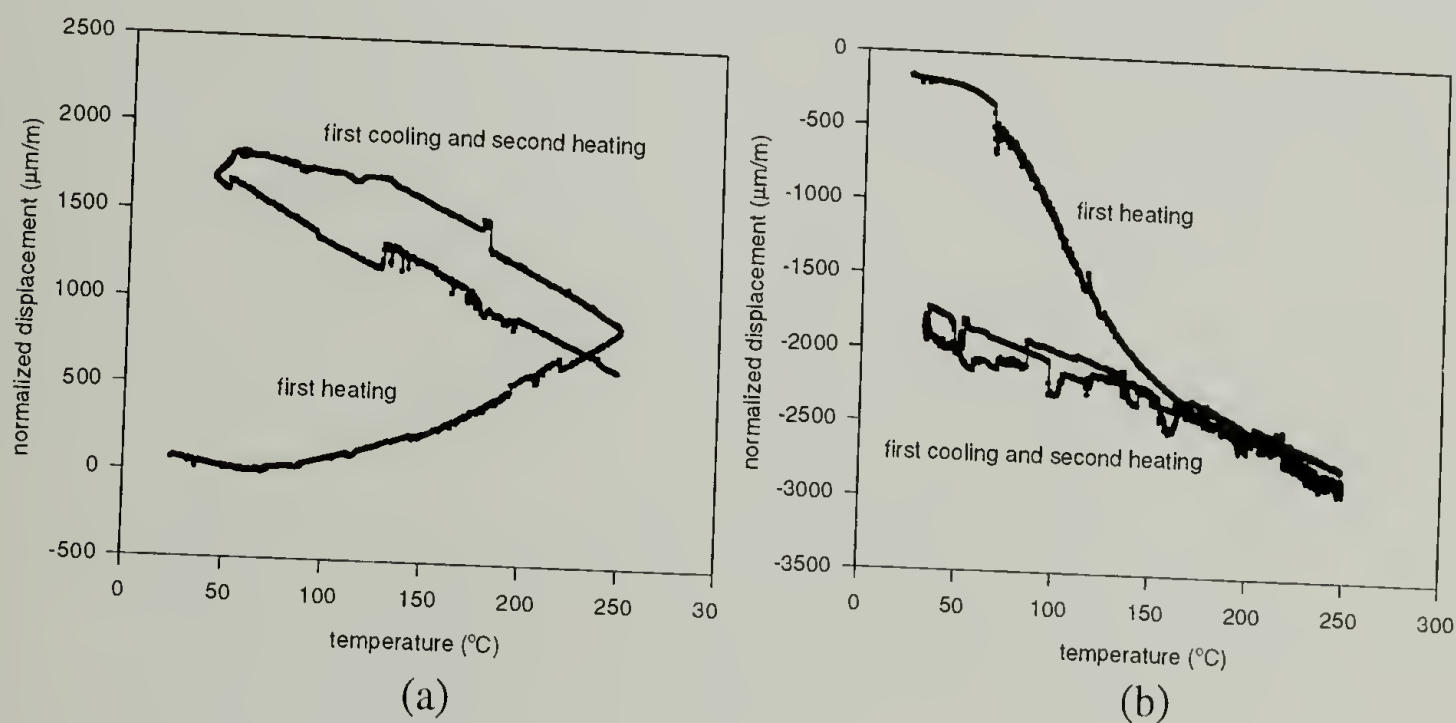 2500
2000
1500
1000
500
0
-500
normalized displacement (µm/m)
first cooling and second heating
first heating
0 50 100 150 200 250 30
temperature (ºC)
(a)
0
-500
-1000
-1500
-2000
-2500
-3000
-3500
normalized displacement (µm/m)
first heating
first cooling and second heating
0 50 100 150 200 250 300
temperature (ºC)
(b)